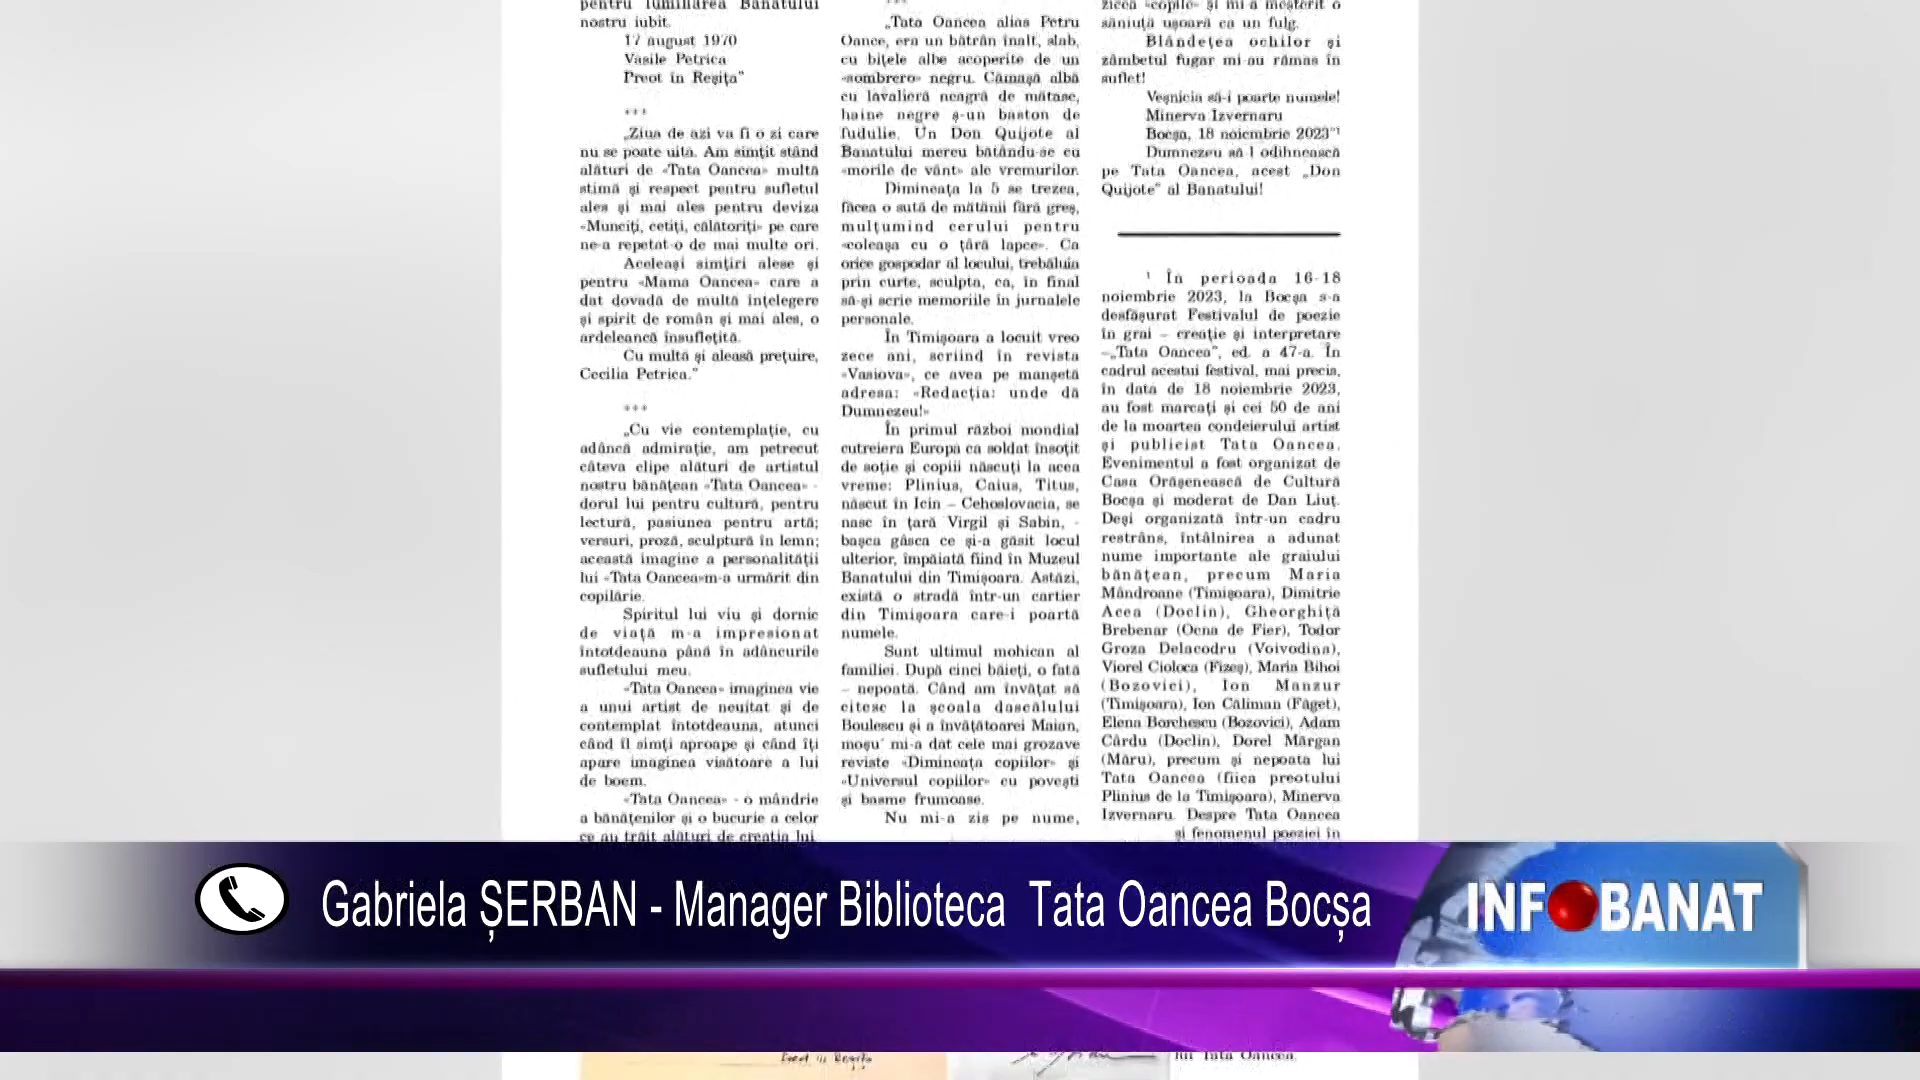 pentru luminarea Banatului
nostru iubit.
17 august 1970
Vasile Petrica
Preot în Reșița”
***
„Ziua de azi va fi o zi care
nu se poate uita. Am simțit stând
alături de «Tata Oancea» multă
stimă și respect pentru sufletul
ales și mai ales pentru deviza
«Munciți, cetiți, călătoriți» pe care
ne-a repetat-o de mai multe ori.
Aceleași simțiri alese și
pentru «Mama Oancea» care a
dat dovadă de multă înțelegere
și spirit de român și mai ales, o
ardeleancă însuflețită.
Cu multă și aleasă prețuire,
Cecilia Petrica.”
***
„Cu vie contemplație, cu
adâncă admirație, am petrecut
câteva clipe alături de artistul
nostru bănățean «Tata Oancea» -
dorul lui pentru cultură, pentru
lectură, pasiunea pentru artă;
versuri, proză, sculptură în lemn;
această imagine a personalității
lui «Tata Oancea»m-a urmărit din
copilărie.
Spiritul lui viu și dornic
de viață m-a impresionat
întotdeauna până în adâncurile
sufletului meu.
«Tata Oancea» imaginea vie
a unui artist de neuitat și de
contemplat întotdeauna, atunci
când îl simți aproape și când îți
apare imaginea visătoare a lui
de boem.
«Tata Oancea» - o mândrie
a bănățenilor și o bucurie a celor
ce au trăit alături de creația lui.
***
„Tata Oancea alias Petru
Oance, era un bătrân înalt, slab,
cu bițele albe acoperite de un
«sombrero» negru. Cămașă albă
cu lavalieră neagră de mătase,
haine negre ș-un baston de
fudulie. Un Don Quijote al
Banatului mereu bătându-se cu
«morile de vânt» ale vremurilor.
Dimineața la 5 se trezea,
făcea o sută de mătănii fără greș,
mulțumind cerului pentru
«coleașa cu o țâră lapce». Ca
orice gospodar al locului, trebăluia
prin curte, sculpta, ca, în final
să-și scrie memoriile în jurnalele
personale.
În Timișoara a locuit vreo
zece ani, scriind în revista
«Vasiova», ce avea pe manșetă
adresa: «Redacția: unde dă
Dumnezeu!»
În primul război mondial
cutreiera Europa ca soldat însoțit
de soție și copiii născuți la acea
vreme: Plinius, Caius, Titus,
născut în Icin – Cehoslovacia, se
nasc în țară Virgil și Sabin, -
bașca gâsca ce și-a găsit locul
ulterior, împăiată fiind în Muzeul
Banatului din Timișoara. Astăzi,
există o stradă într-un cartier
din Timișoara care-i poartă
numele.
Sunt ultimul mohican al
familiei. După cinci băieți, o fată
– nepoată. Când am învățat să
citesc la școala dascălului
Boulescu și a învățătoarei Maian,
moșu' mi-a dat cele mai grozave
reviste «Dimineața copiilor» și
«Universul copiilor» cu povești
și basme frumoase.
Nu mi-a zis pe nume,
zicea «copile» și mi-a meșterit o
săniuță ușoară ca un fulg.
Blândețea ochilor și
zâmbetul fugar mi-au rămas în
suflet!
Veșnicia să-i poarte numele!
Minerva Izvernaru
Bocșa, 18 noiembrie 2023”¹
Dumnezeu să-l odihnească
pe Tata Oancea, acest „Don
Quijote” al Banatului!
¹ În perioada 16-18
noiembrie 2023, la Bocșa s-a
desfășurat Festivalul de poezie
în grai – creație și interpretare
–„Tata Oancea”, ed. a 47-a. În
cadrul acestui festival, mai precis,
în data de 18 noiembrie 2023,
au fost marcați și cei 50 de ani
de la moartea condeierului artist
și publicist Tata Oancea.
Evenimentul a fost organizat de
Casa Orășenească de Cultură
Bocșa și moderat de Dan Liuț.
Deși organizată într-un cadru
restrâns, întâlnirea a adunat
nume importante ale graiului
bănățean, precum Maria
Mândroane (Timișoara), Dimitrie
Acea (Doclin), Gheorghiță
Brebenar (Ocna de Fier), Todor
Groza Delacodru (Voivodina),
Viorel Cioloca (Fizeș), Maria Bihoi
(Bozovici), Ion Manzur
(Timișoara), Ion Căliman (Făget),
Elena Borchescu (Bozovici), Adam
Cârdu (Doclin), Dorel Mărgan
(Măru), precum și nepoata lui
Tata Oancea (fiica preotului
Plinius de la Timișoara), Minerva
Izvernaru. Despre Tata Oancea
și fenomenul poeziei în
Gabriela ȘERBAN - Manager Biblioteca Tata Oancea Bocșa
INFOBANAT
Preot în Reșița
lui Tata Oancea.